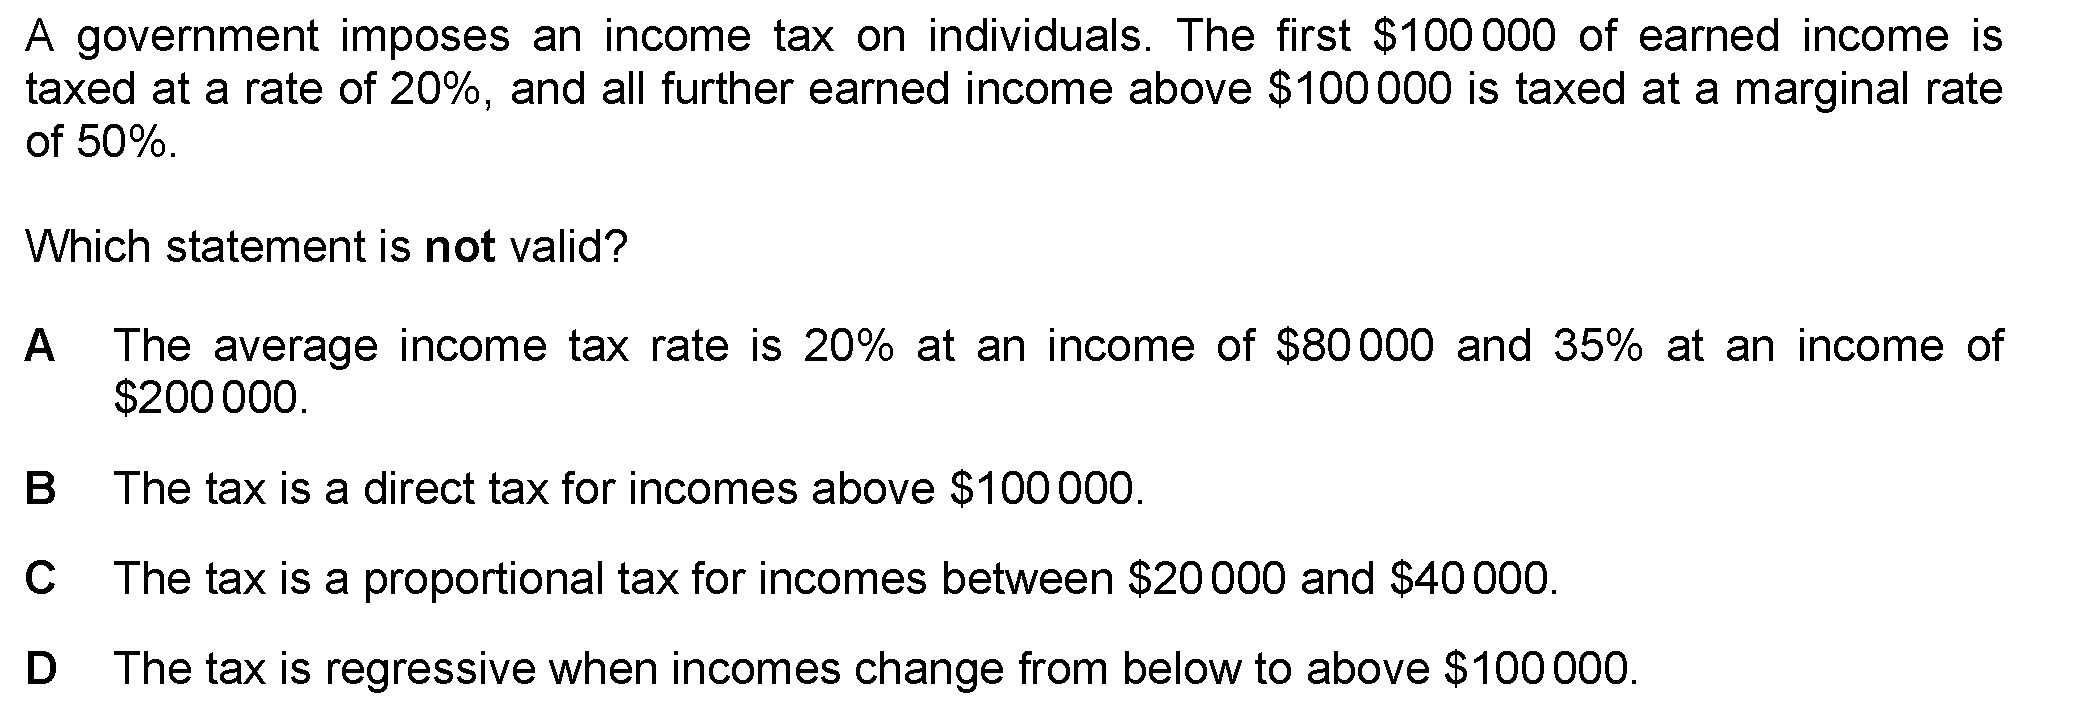 A government imposes an income tax on individuals. The first $100 000 of earned income is
taxed at a rate of 20%, and all further earned income above $100 000 is taxed at a marginal rate
of 50%.
Which statement is not valid?
A The average income tax rate is 20% at an income of $80 000 and 35% at an income of
$200 000.
B The tax is a direct tax for incomes above $100 000.
C The tax is a proportional tax for incomes between $20 000 and $40 000.
D The tax is regressive when incomes change from below to above $100 000.